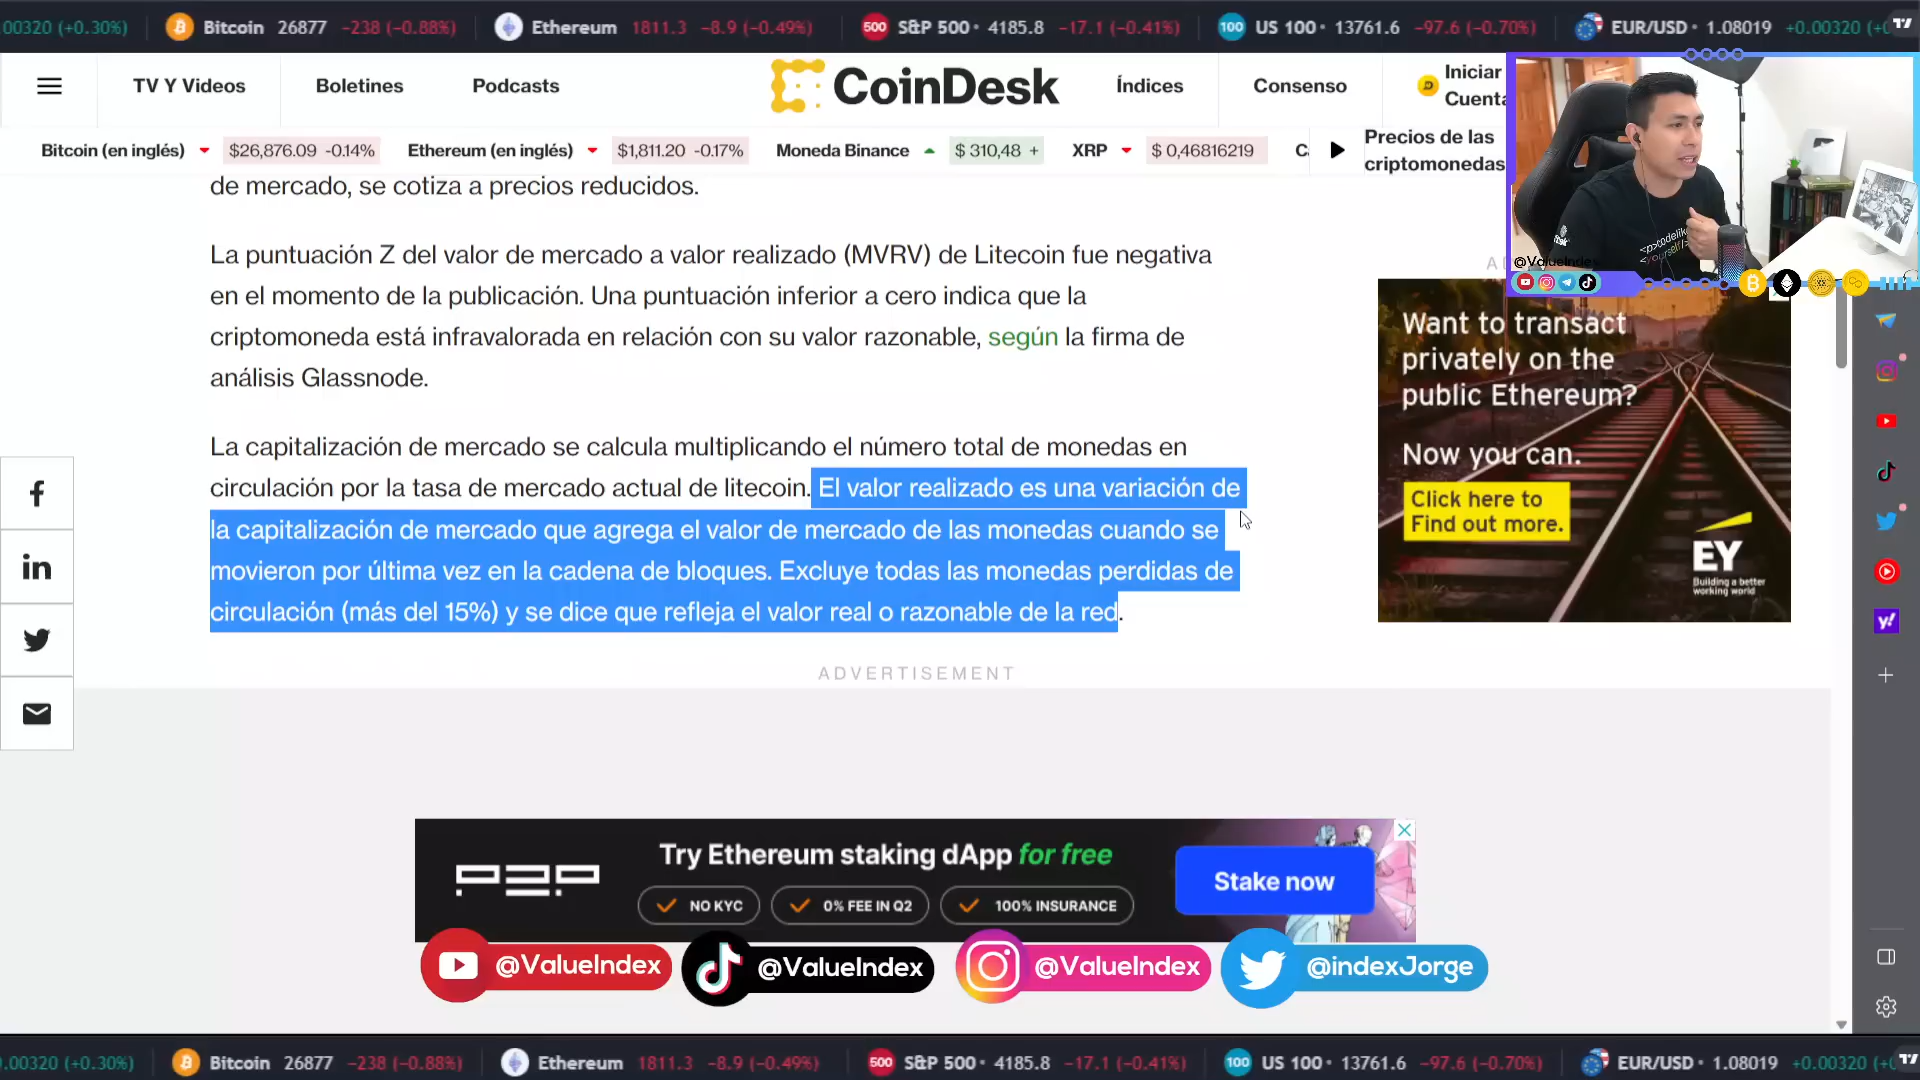 00320 (+0.30%) Bitcoin 26877 −238 (−0.88%) Ethereum 1811.3 −8.9 (−0.49%) 500 S&P 500 4185.8 −17.1 (−0.41%) 100 US 100 13761.6 −97.6 (−0.70%) EUR/USD 1.08019 +0.00320
TV Y Videos Boletines Podcasts CoinDesk Índices Consenso Iniciar
Cuenta
Bitcoin (en inglés) $26,876.09 -0.14% Ethereum (en inglés) $1,811.20 -0.17% Moneda Binance $ 310,48 + XRP $ 0,46816219 C Precios de las
criptomonedas
de mercado, se cotiza a precios reducidos.
La puntuación Z del valor de mercado a valor realizado (MVRV) de Litecoin fue negativa
en el momento de la publicación. Una puntuación inferior a cero indica que la
criptomoneda está infravalorada en relación con su valor razonable, según la firma de
análisis Glassnode.
La capitalización de mercado se calcula multiplicando el número total de monedas en
circulación por la tasa de mercado actual de litecoin. El valor realizado es una variación de
la capitalización de mercado que agrega el valor de mercado de las monedas cuando se
movieron por última vez en la cadena de bloques. Excluye todas las monedas perdidas de
circulación (más del 15%) y se dice que refleja el valor real o razonable de la red.
ADVERTISEMENT
<p>codelik
yourself
@ValueIndex
Want to transact
privately on the
public Ethereum?
Now you can.
Click here to
Find out more.
EY
Building a better
working world
y!
P2P
Try Ethereum staking dApp for free
NO KYC 0% FEE IN Q2 100% INSURANCE
Stake now
@ValueIndex @ValueIndex @ValueIndex @indexJorge
.00320 (+0.30%) Bitcoin 26877 −238 (−0.88%) Ethereum 1811.3 −8.9 (−0.49%) 500 S&P 500 4185.8 −17.1 (−0.41%) 100 US 100 13761.6 −97.6 (−0.70%) EUR/USD 1.08019 +0.00320